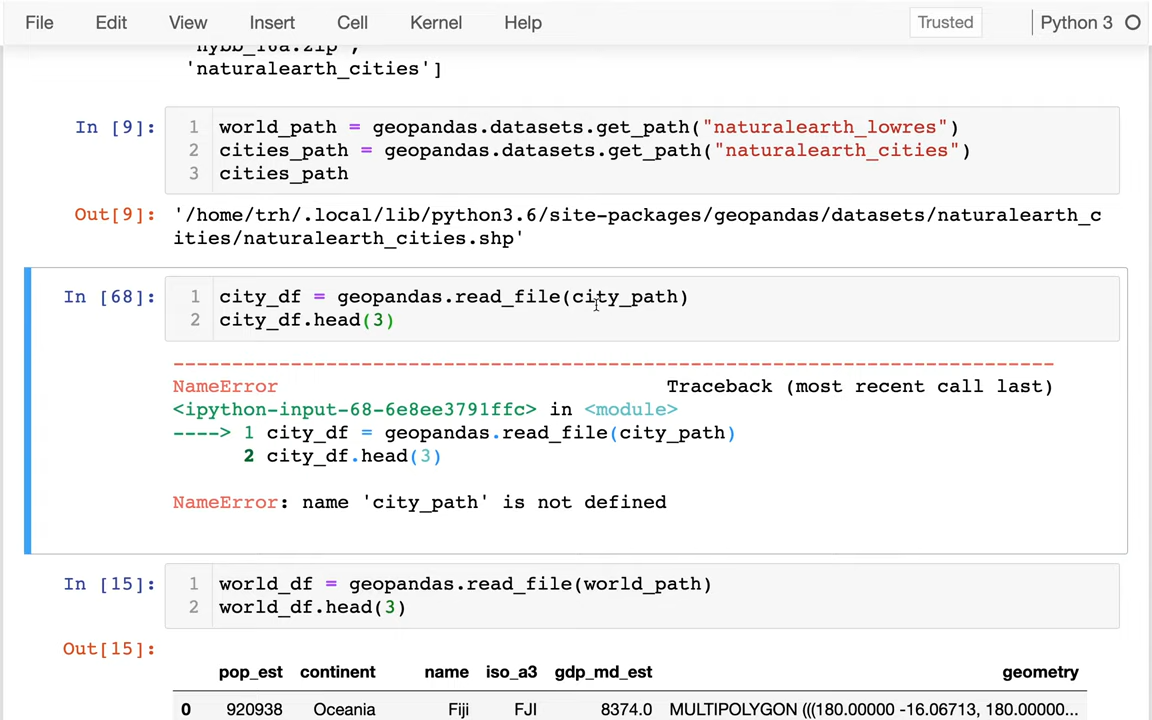 File Edit View Insert Cell Kernel Help Trusted Python 3
'nybb_16a.zip',
'naturalearth_cities']
In [9]:
1 world_path = geopandas.datasets.get_path("naturalearth_lowres")
2 cities_path = geopandas.datasets.get_path("naturalearth_cities")
3 cities_path
Out[9]: '/home/trh/.local/lib/python3.6/site-packages/geopandas/datasets/naturalearth_c
ities/naturalearth_cities.shp'
In [68]:
1 city_df = geopandas.read_file(city_path)
2 city_df.head(3)
---------------------------------------------------------------------------
NameError Traceback (most recent call last)
<ipython-input-68-6e8ee3791ffc> in <module>
----> 1 city_df = geopandas.read_file(city_path)
2 city_df.head(3)
NameError: name 'city_path' is not defined
In [15]:
1 world_df = geopandas.read_file(world_path)
2 world_df.head(3)
Out[15]:
pop_est continent name iso_a3 gdp_md_est geometry
0 920938 Oceania Fiji FJI 8374.0 MULTIPOLYGON (((180.00000 -16.06713, 180.00000...